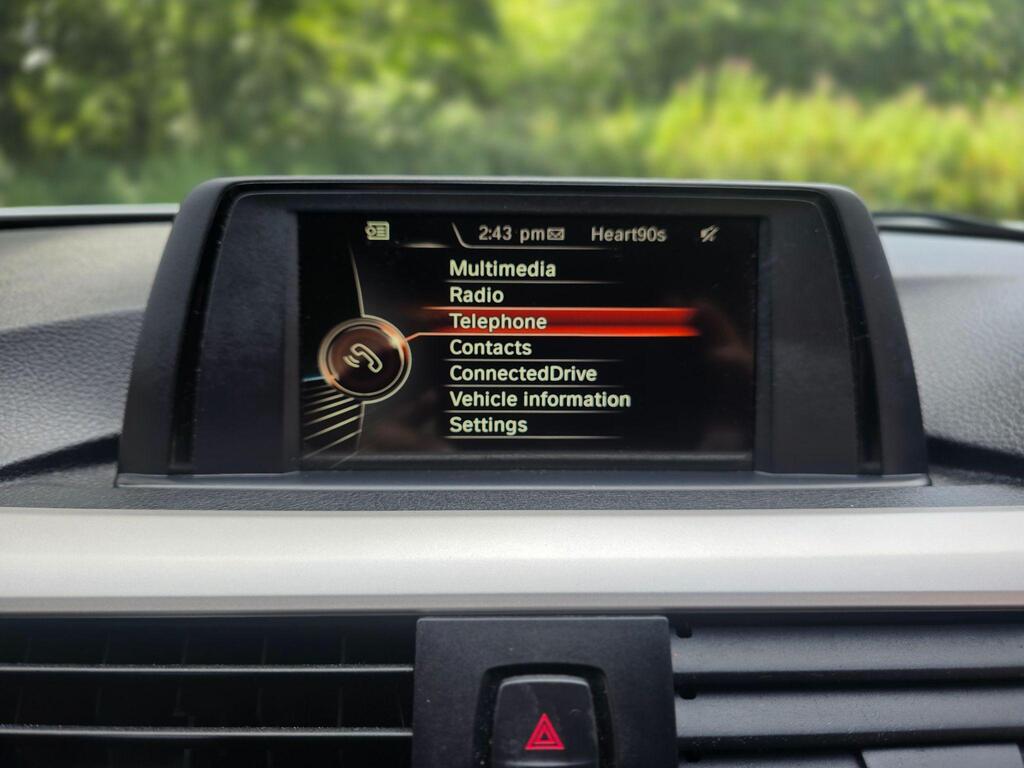 2:43 pm Heart90s
Multimedia
Radio
Telephone
Contacts
ConnectedDrive
Vehicle information
Settings